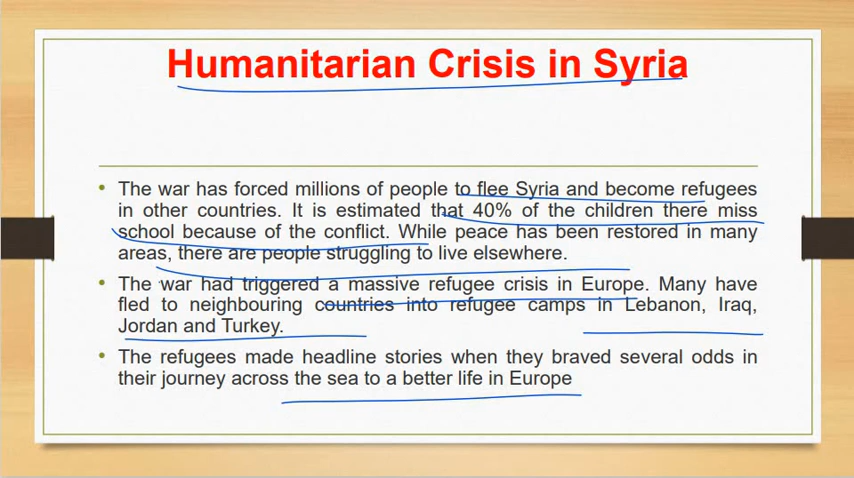 Humanitarian Crisis in Syria
• The war has forced millions of people to flee Syria and become refugees
in other countries. It is estimated that 40% of the children there miss
school because of the conflict. While peace has been restored in many
areas, there are people struggling to live elsewhere.
• The war had triggered a massive refugee crisis in Europe. Many have
fled to neighbouring countries into refugee camps in Lebanon, Iraq,
Jordan and Turkey.
• The refugees made headline stories when they braved several odds in
their journey across the sea to a better life in Europe